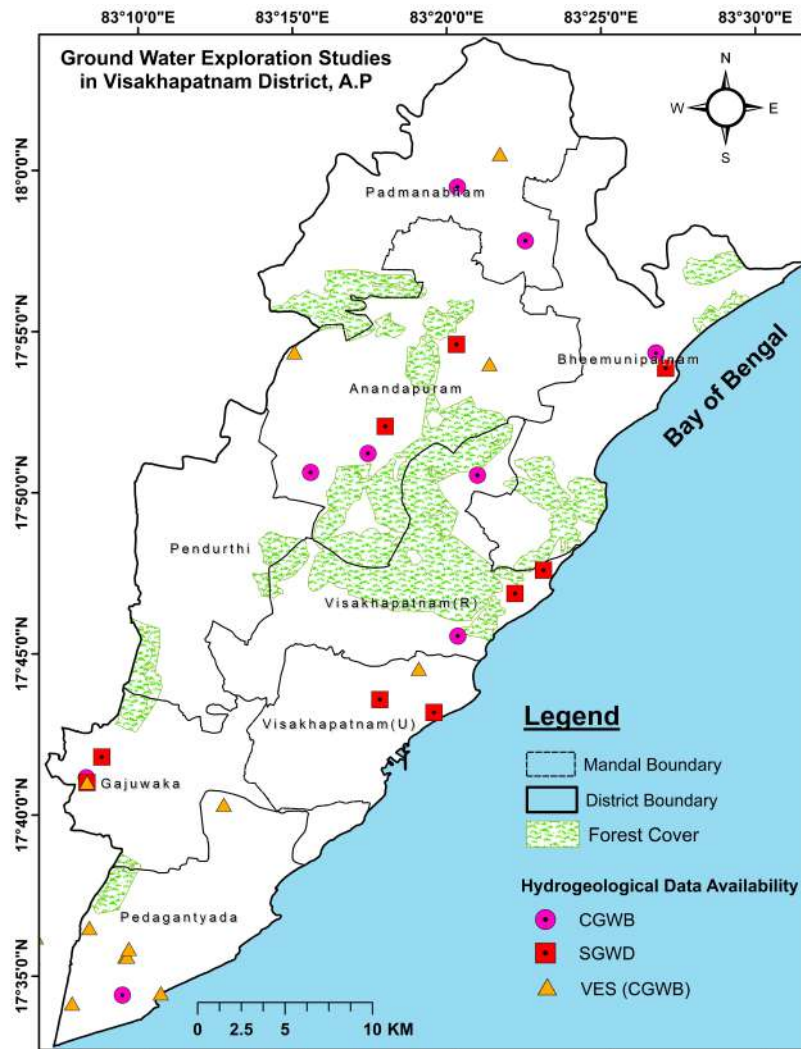 83°10'0"E 83°15'0"E 83°20'0"E 83°25'0"E 83°30'0"E
Ground Water Exploration Studies
in Visakhapatnam District, A.P
N
W E
S
18°0'0"N
Padmanabham
17°55'0"N
Bheemunipatnam
Anandapuram
Bay of Bengal
17°50'0"N
Pendurthi
Visakhapatnam(R)
17°45'0"N
Visakhapatnam(U)
Gajuwaka
17°40'0"N
Pedagantyada
17°35'0"N
0 2.5 5 10 KM
Legend
Mandal Boundary
District Boundary
Forest Cover
Hydrogeological Data Availability
CGWB
SGWD
VES (CGWB)